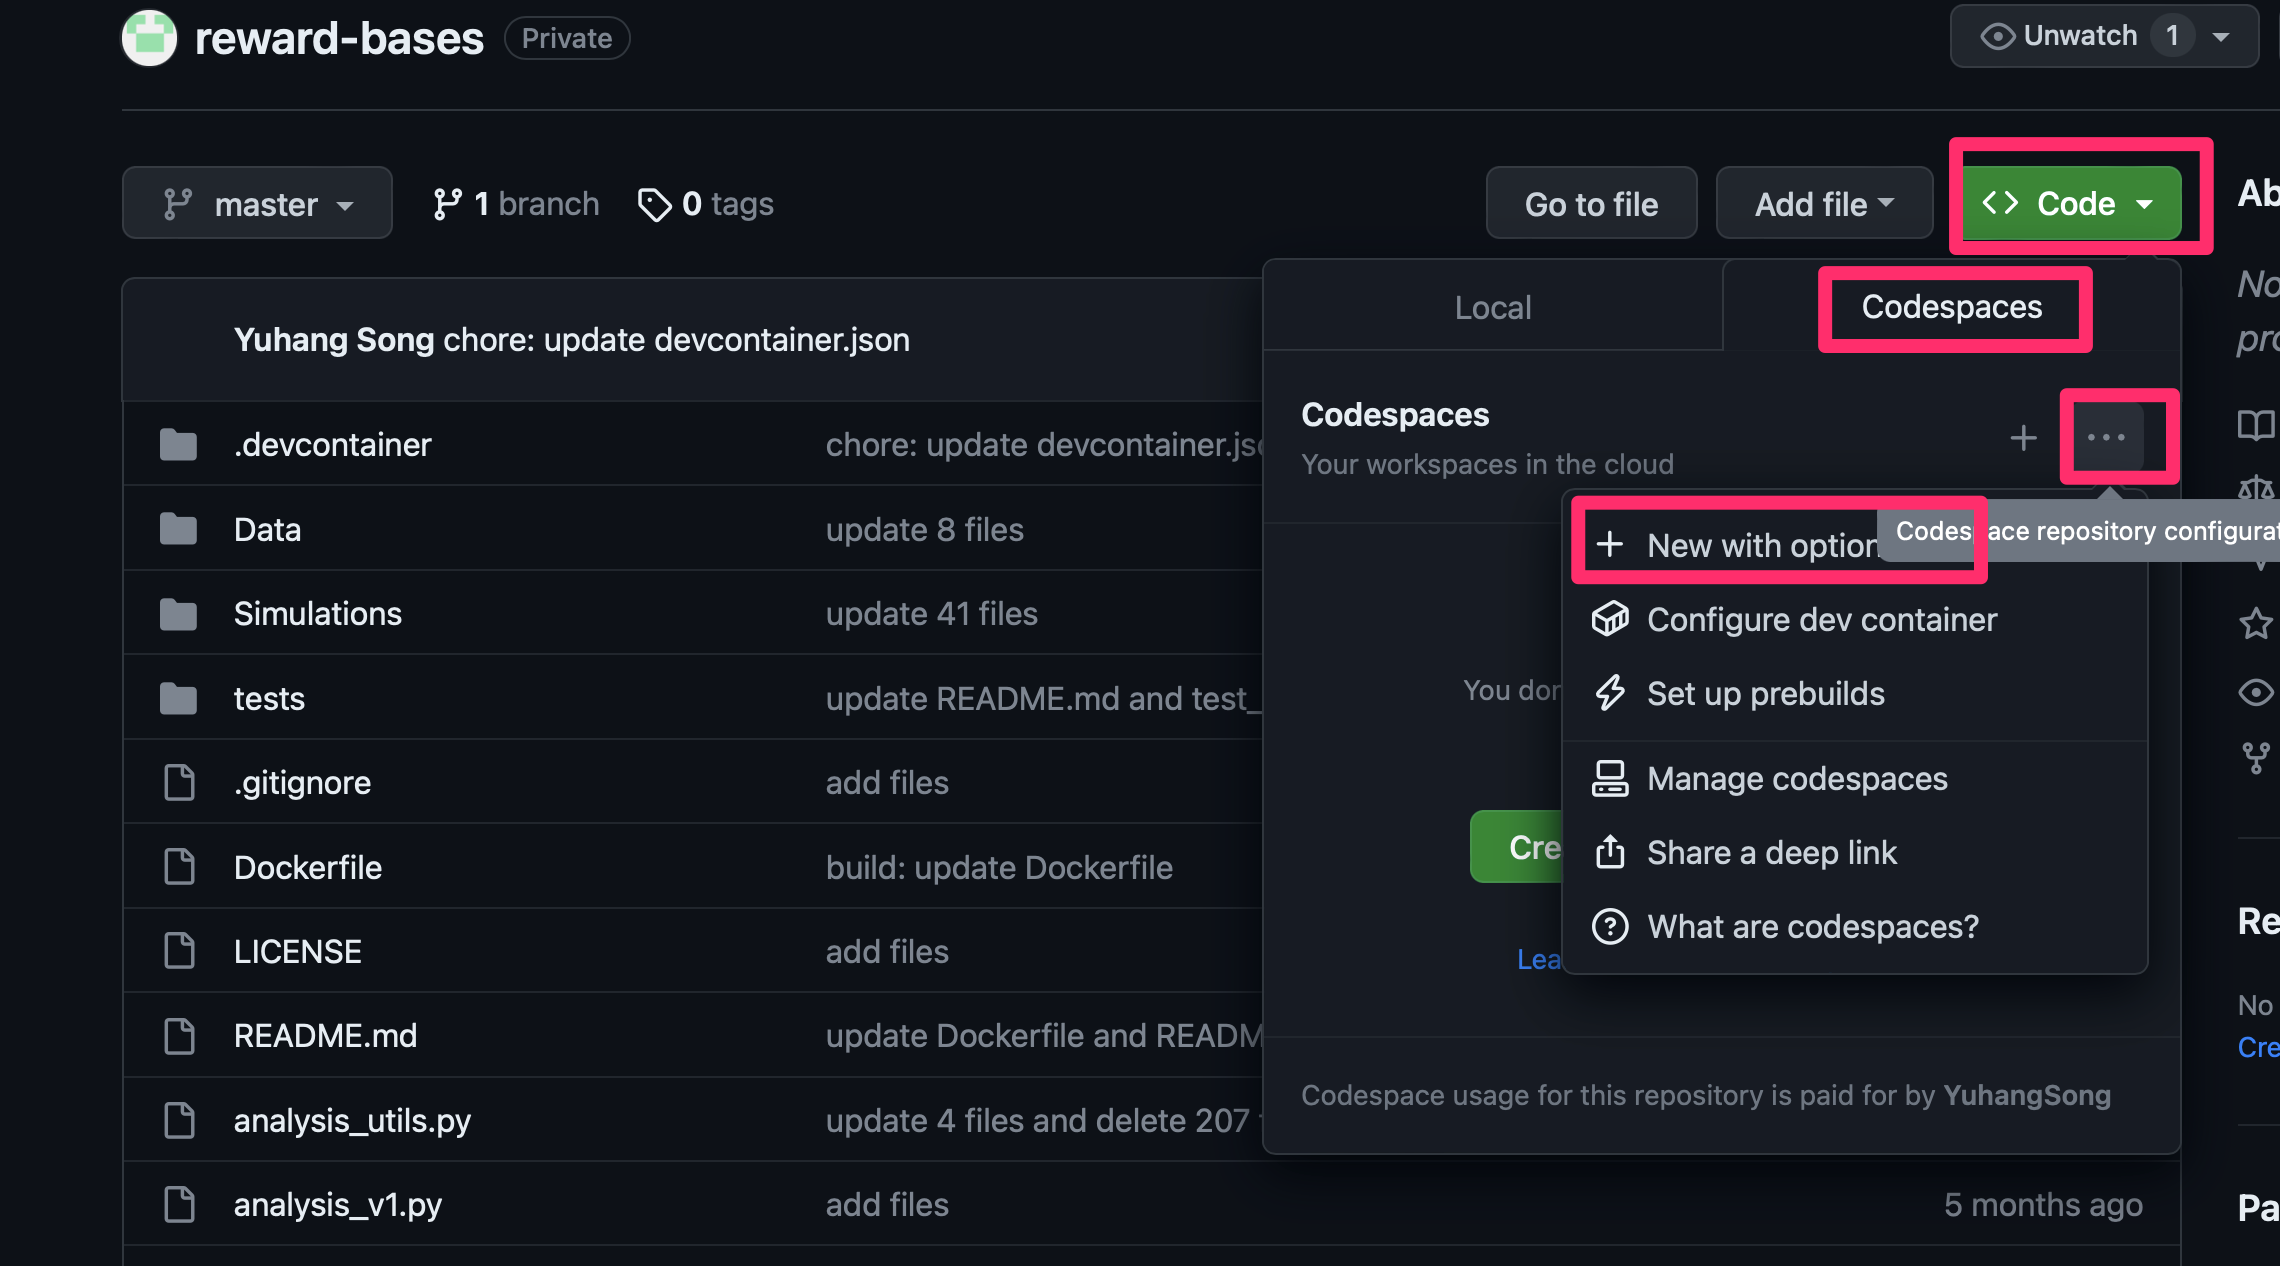 reward-bases Private
Unwatch 1
master 1 branch 0 tags
Go to file Add file Code
Ab
Local Codespaces
No
pro
Yuhang Song chore: update devcontainer.json
Codespaces
Your workspaces in the cloud
.devcontainer chore: update devcontainer.jso
Data update 8 files
New with option
Codespace repository configurat
Simulations update 41 files
Configure dev container
tests update README.md and test_
You don
Set up prebuilds
.gitignore add files
Manage codespaces
Dockerfile build: update Dockerfile
Cre
Share a deep link
LICENSE add files
Lea
What are codespaces?
Re
README.md update Dockerfile and READM
No
Cre
Codespace usage for this repository is paid for by YuhangSong
analysis_utils.py update 4 files and delete 207
analysis_v1.py add files 5 months ago
Pa